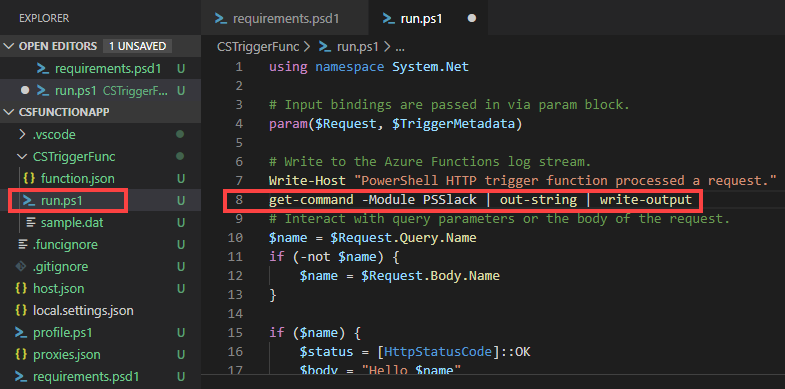 EXPLORER
OPEN EDITORS 1 UNSAVED
requirements.psd1 U
run.ps1 CSTriggerF... U
CSFUNCTIONAPP
.vscode
CSTriggerFunc
function.json U
run.ps1 U
sample.dat U
.funcignore U
.gitignore U
host.json U
local.settings.json
profile.ps1 U
proxies.json U
requirements.psd1 U
requirements.psd1
run.ps1
CSTriggerFunc > run.ps1 > ...
1 using namespace System.Net
2
3 # Input bindings are passed in via param block.
4 param($Request, $TriggerMetadata)
5
6 # Write to the Azure Functions log stream.
7 Write-Host "PowerShell HTTP trigger function processed a request."
8 get-command -Module PSSlack | out-string | write-output
9 # Interact with query parameters or the body of the request.
10 $name = $Request.Query.Name
11 if (-not $name) {
12 $name = $Request.Body.Name
13 }
14
15 if ($name) {
16 $status = [HttpStatusCode]::OK
17 $body = "Hello $name"